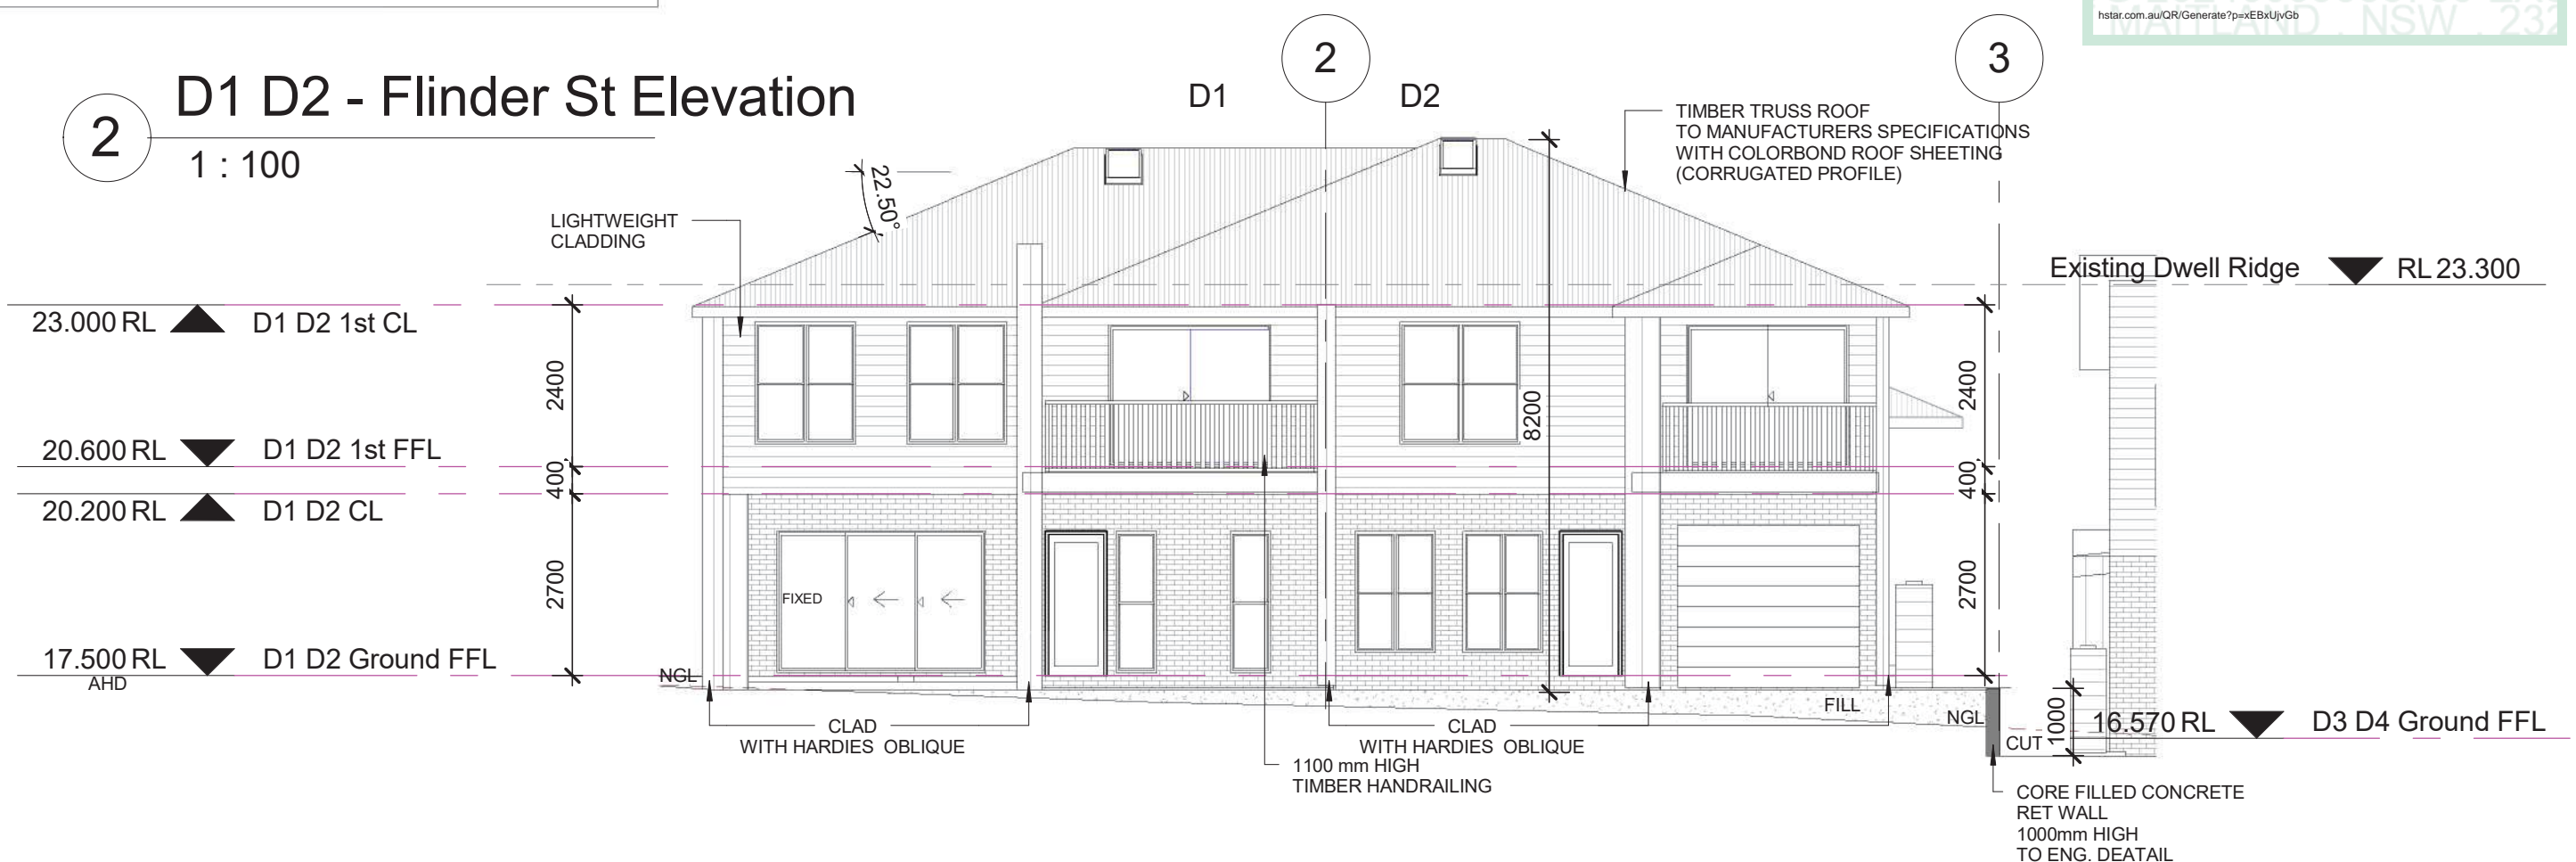 hstar.com.au/QR/Generate?p=xEBxUjvGb
MAITLAND . NSW . 232
2
D1 D2 - Flinder St Elevation
1 : 100
D1
2
D2
3
TIMBER TRUSS ROOF
TO MANUFACTURERS SPECIFICATIONS
WITH COLORBOND ROOF SHEETING
(CORRUGATED PROFILE)
22.50°
LIGHTWEIGHT
CLADDING
Existing Dwell Ridge RL 23.300
23.000 RL D1 D2 1st CL
2400
8200
2400
20.600 RL D1 D2 1st FFL
400
400
20.200 RL D1 D2 CL
2700
FIXED
2700
17.500 RL D1 D2 Ground FFL
AHD
NGL
FILL
NGL
1000
16.570 RL D3 D4 Ground FFL
CUT
CLAD
WITH HARDIES OBLIQUE
CLAD
WITH HARDIES OBLIQUE
1100 mm HIGH
TIMBER HANDRAILING
CORE FILLED CONCRETE
RET WALL
1000mm HIGH
TO ENG. DEATAIL